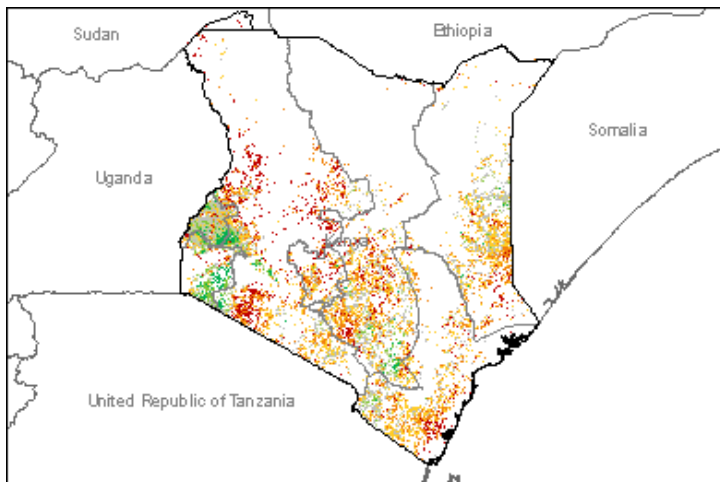 Sudan
Ethiopia
Somalia
Uganda
United Republic of Tanzania